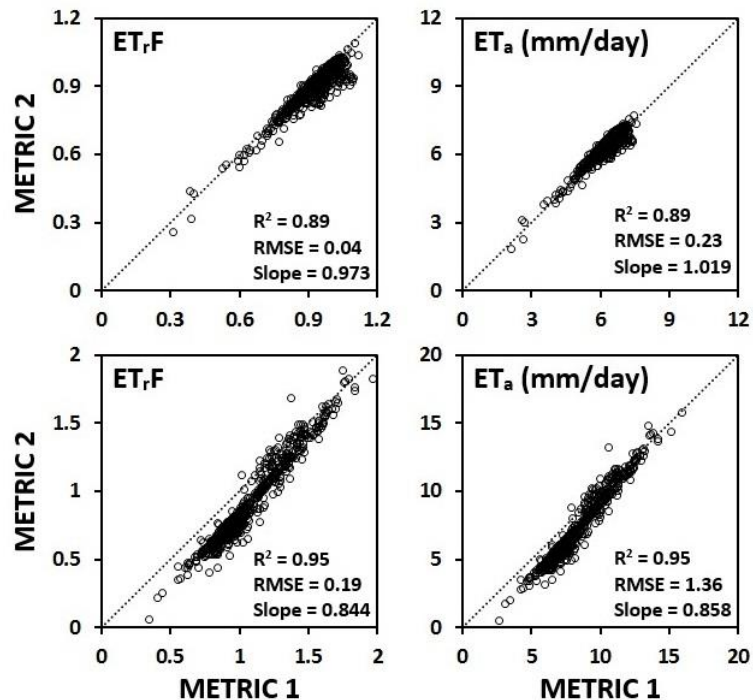 ETᵣF
1.2
0.9
0.6
0.3
0
METRIC 2
R² = 0.89
RMSE = 0.04
Slope = 0.973
0 0.3 0.6 0.9 1.2
ETₐ (mm/day)
12
9
6
3
0
R² = 0.89
RMSE = 0.23
Slope = 1.019
0 3 6 9 12
ETᵣF
2
1.5
1
0.5
0
METRIC 2
R² = 0.95
RMSE = 0.19
Slope = 0.844
0 0.5 1 1.5 2
METRIC 1
ETₐ (mm/day)
20
15
10
5
0
R² = 0.95
RMSE = 1.36
Slope = 0.858
0 5 10 15 20
METRIC 1